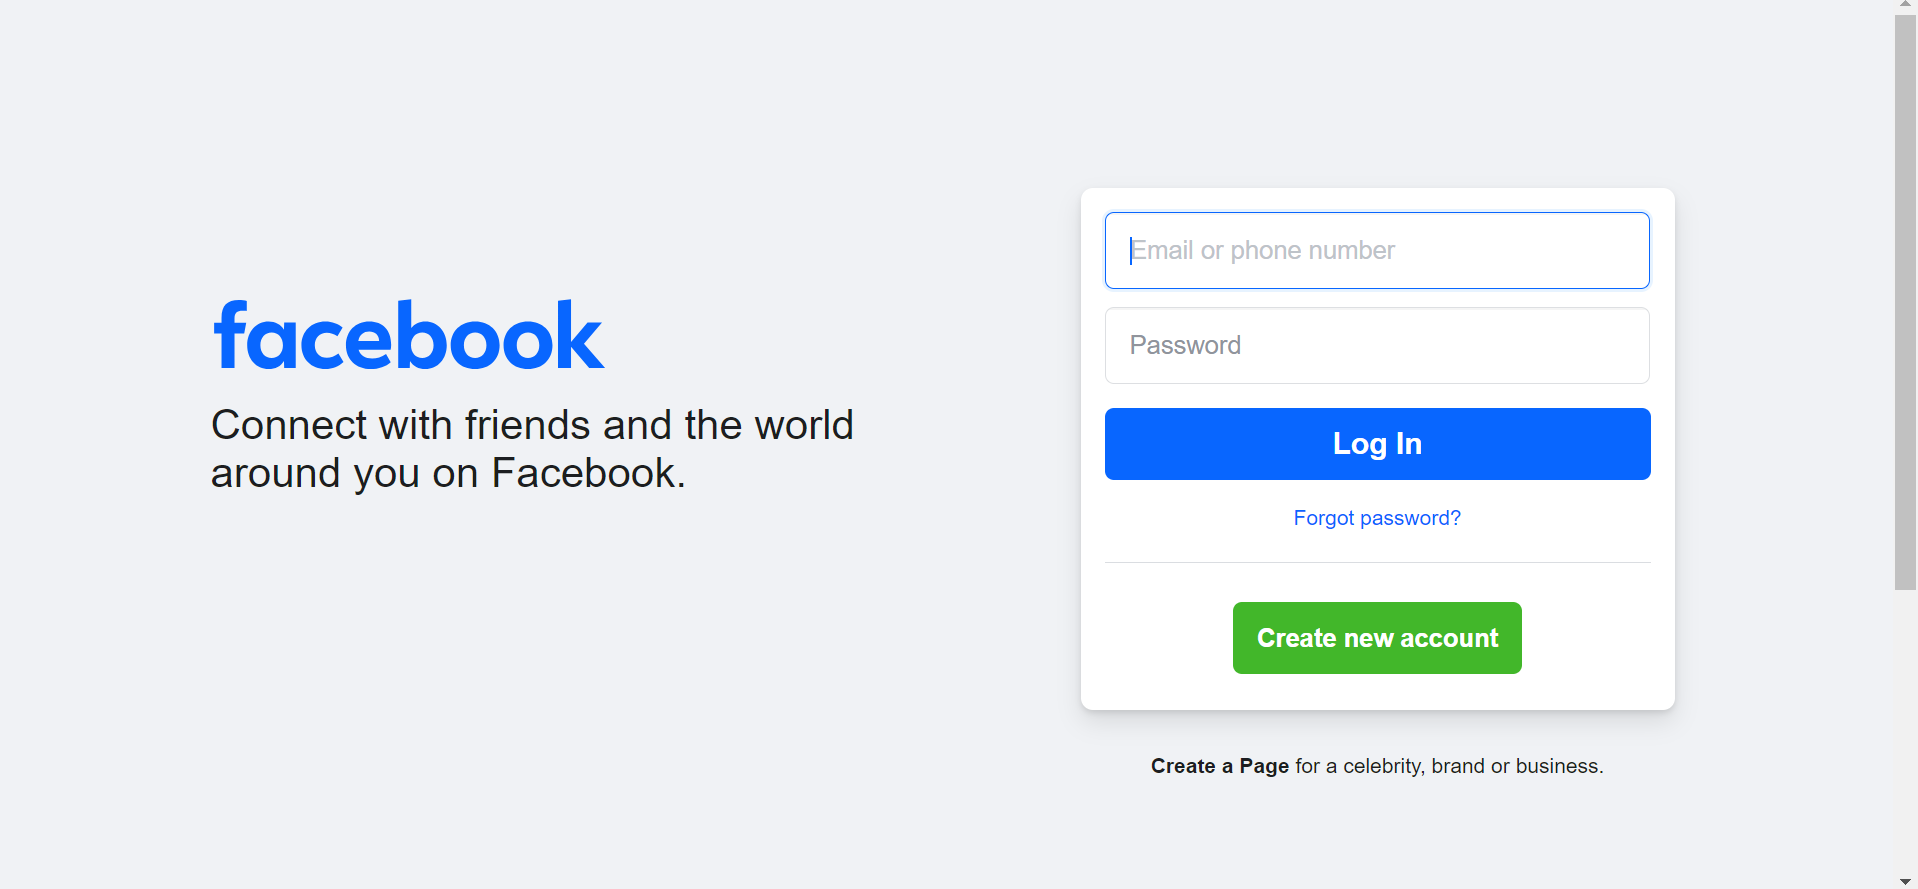 facebook
Connect with friends and the world
around you on Facebook.
Email or phone number
Password
Log In
Forgot password?
Create new account
Create a Page for a celebrity, brand or business.